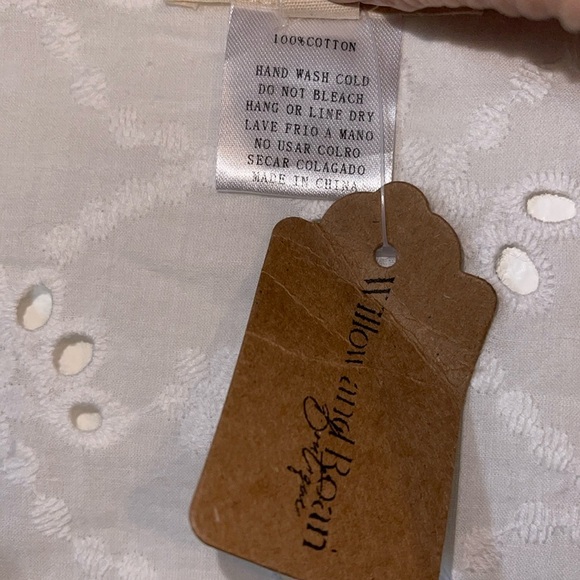 100%COTTON
HAND WASH COLD
DO NOT BLEACH
HANG OR LINE DRY
LAVE FRIO A MANO
NO USAR COLRO
SECAR COLAGADO
MADE IN CHINA
Willow and Roan
Boutique